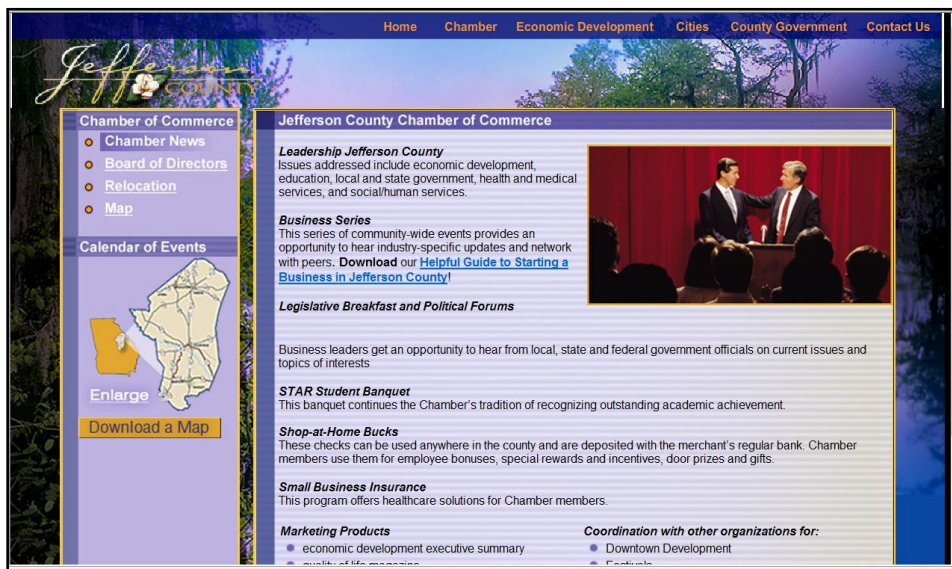 Home Chamber Economic Development Cities County Government Contact Us
Jefferson
COUNTY
Chamber of Commerce
Chamber News
Board of Directors
Relocation
Map
Calendar of Events
Enlarge
Download a Map
Jefferson County Chamber of Commerce
Leadership Jefferson County
Issues addressed include economic development,
education, local and state government, health and medical
services, and social/human services.
Business Series
This series of community-wide events provides an
opportunity to hear industry-specific updates and network
with peers. Download our Helpful Guide to Starting a
Business in Jefferson County!
Legislative Breakfast and Political Forums
Business leaders get an opportunity to hear from local, state and federal government officials on current issues and
topics of interests
STAR Student Banquet
This banquet continues the Chamber's tradition of recognizing outstanding academic achievement.
Shop-at-Home Bucks
These checks can be used anywhere in the county and are deposited with the merchant's regular bank. Chamber
members use them for employee bonuses, special rewards and incentives, door prizes and gifts.
Small Business Insurance
This program offers healthcare solutions for Chamber members.
Marketing Products
economic development executive summary
quality of life magazine
Coordination with other organizations for:
Downtown Development
Festivals